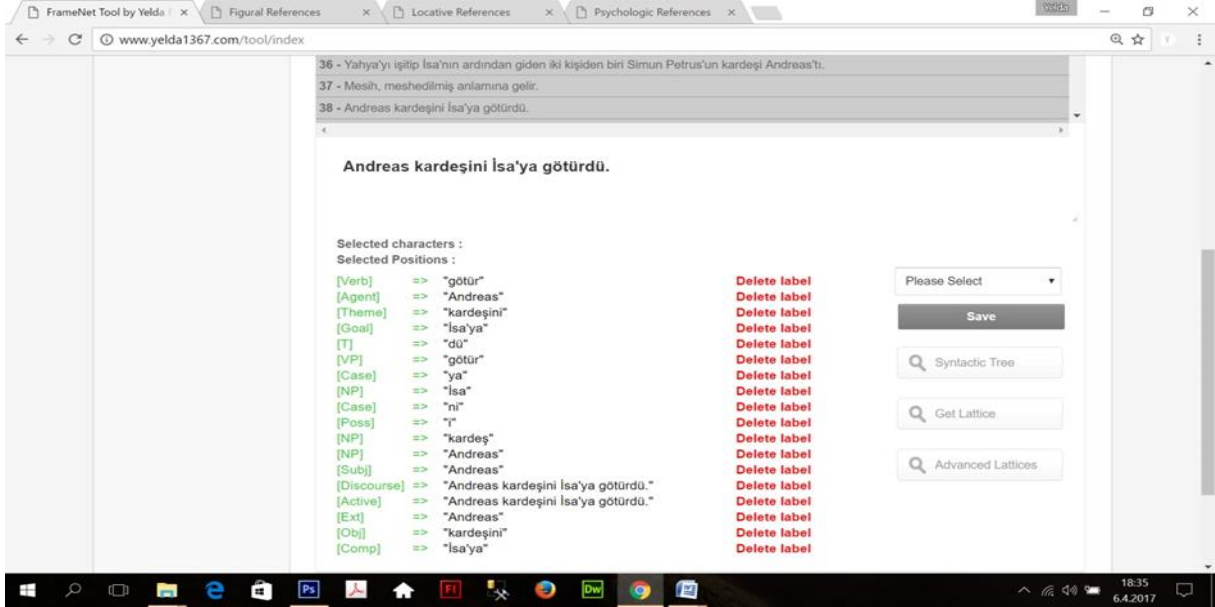 FrameNet Tool by Yelda
Figural References
Locative References
Psychologic References
Yelda
www.yelda1367.com/tool/index
36 - Yahya'yı işitip İsa'nın ardından giden iki kişiden biri Simun Petrus'un kardeşi Andreas'tı.
37 - Mesih, meshedilmiş anlamına gelir.
38 - Andreas kardeşini İsa'ya götürdü.
Andreas kardeşini İsa'ya götürdü.
Selected characters :
Selected Positions :
[Verb] => "götür" Delete label
[Agent] => "Andreas" Delete label
[Theme] => "kardeşini" Delete label
[Goal] => "İsa'ya" Delete label
[T] => "dü" Delete label
[VP] => "götür" Delete label
[Case] => "ya" Delete label
[NP] => "İsa" Delete label
[Case] => "ni" Delete label
[Poss] => "i" Delete label
[NP] => "kardeş" Delete label
[NP] => "Andreas" Delete label
[Subj] => "Andreas" Delete label
[Discourse] => "Andreas kardeşini İsa'ya götürdü." Delete label
[Active] => "Andreas kardeşini İsa'ya götürdü." Delete label
[Ext] => "Andreas" Delete label
[Obj] => "kardeşini" Delete label
[Comp] => "İsa'ya" Delete label
Please Select
Save
Syntactic Tree
Get Lattice
Advanced Lattices
Ps
Fl
Dw
18:35
6.4.2017